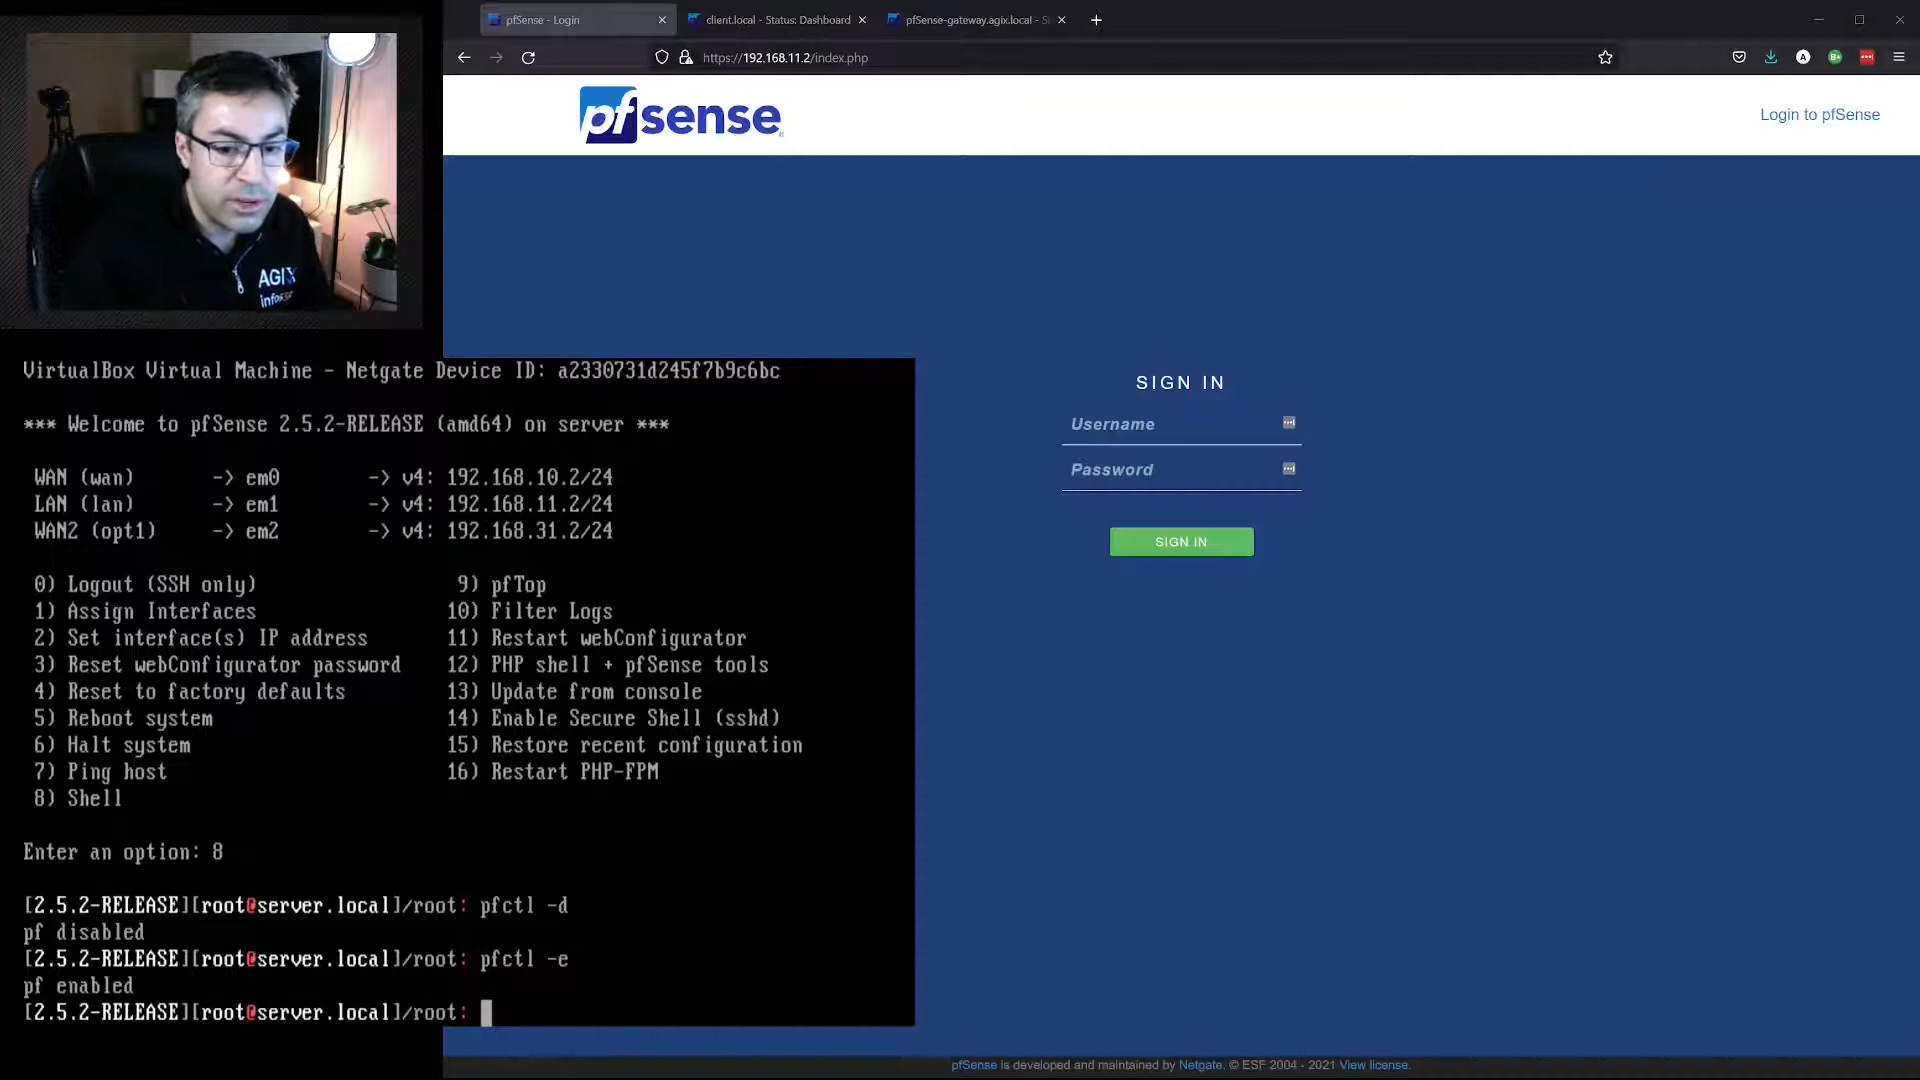 pfSense - Login
client.local - Status: Dashboard
pfSense-gateway.agix.local - S
https://192.168.11.2/index.php
pfsense
Login to pfSense
AGIX
VirtualBox Virtual Machine - Netgate Device ID: a2330731d245f7b9c6bc
*** Welcome to pfSense 2.5.2-RELEASE (amd64) on server ***
WAN (wan) -> em0 -> v4: 192.168.10.2/24
LAN (lan) -> em1 -> v4: 192.168.11.2/24
WAN2 (opt1) -> em2 -> v4: 192.168.31.2/24
0) Logout (SSH only) 9) pfTop
1) Assign Interfaces 10) Filter Logs
2) Set interface(s) IP address 11) Restart webConfigurator
3) Reset webConfigurator password 12) PHP shell + pfSense tools
4) Reset to factory defaults 13) Update from console
5) Reboot system 14) Enable Secure Shell (sshd)
6) Halt system 15) Restore recent configuration
7) Ping host 16) Restart PHP-FPM
8) Shell
Enter an option: 8
[2.5.2-RELEASE][root@server.local]/root: pfctl -d
pf disabled
[2.5.2-RELEASE][root@server.local]/root: pfctl -e
pf enabled
[2.5.2-RELEASE][root@server.local]/root:
SIGN IN
Username
Password
SIGN IN
pfSense is developed and maintained by Netgate. © ESF 2004 - 2021 View license.